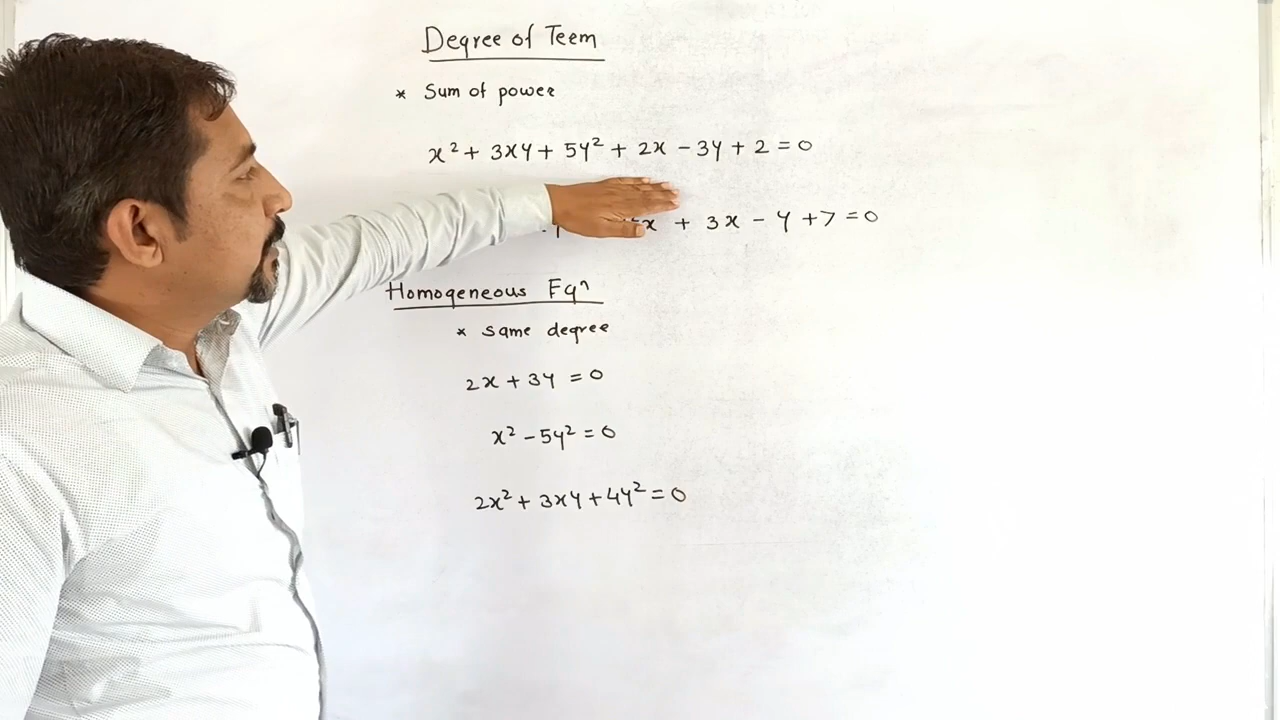 Degree of Term
* Sum of power
x² + 3xy + 5y² + 2x - 3y + 2 = 0
x + 3x - y + 7 = 0
Homogeneous Eqⁿ
* same degree
2x + 3y = 0
x² - 5y² = 0
2x² + 3xy + 4y² = 0